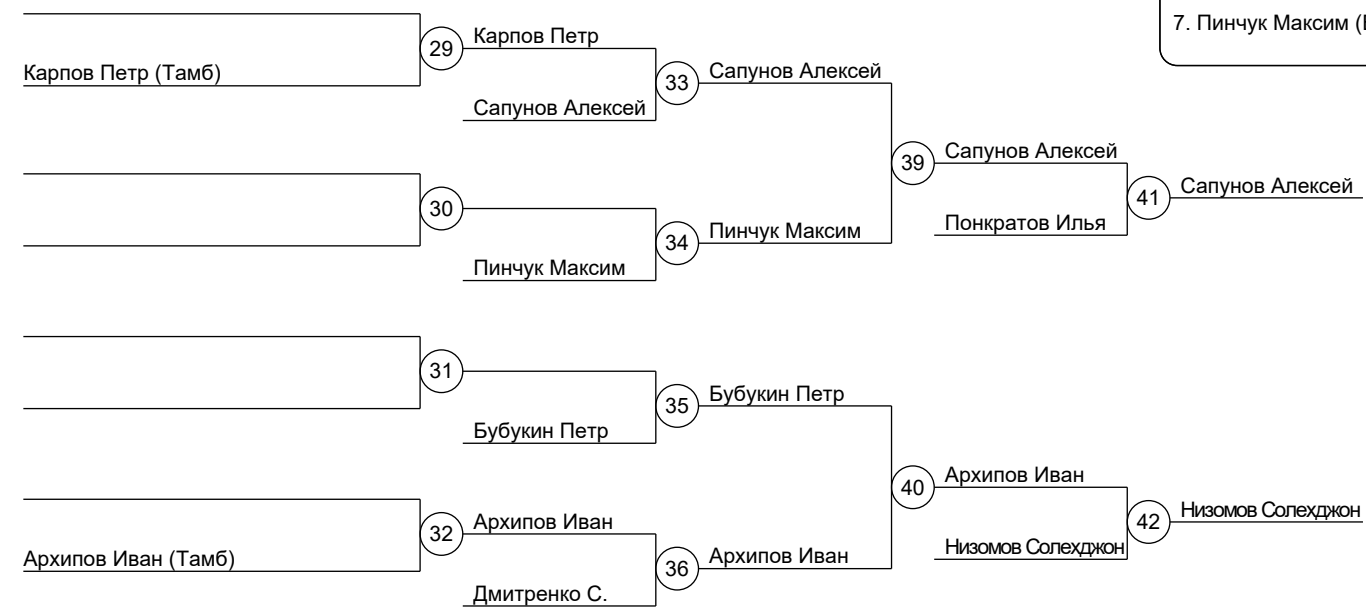 7. Пинчук Максим (
29
Карпов Петр
Карпов Петр (Тамб)
33
Сапунов Алексей
Сапунов Алексей
39
Сапунов Алексей
30
41
Сапунов Алексей
Понкратов Илья
34
Пинчук Максим
Пинчук Максим
31
35
Бубукин Петр
Бубукин Петр
40
Архипов Иван
32
Архипов Иван
42
Низомов Солехджон
Низомов Солехджон
Архипов Иван (Тамб)
36
Архипов Иван
Дмитренко С.